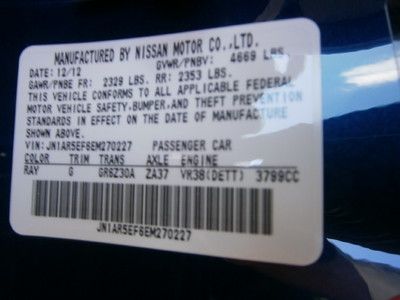 MANUFACTURED BY NISSAN MOTOR CO.,LTD.
DATE: 12/12 GVWR/PNBV: 4669 LBS.
GAWR/PNBE FR: 2329 LBS. RR: 2353 LBS.
THIS VEHICLE CONFORMS TO ALL APPLICABLE FEDERAL
MOTOR VEHICLE SAFETY,BUMPER,AND THEFT PREVENTION
STANDARDS IN EFFECT ON THE DATE OF MANUFACTURE
SHOWN ABOVE.
VIN: JN1AR5EF6EM270227 PASSENGER CAR
COLOR TRIM TRANS AXLE ENGINE
RAY G GR6Z30A ZA37 VR38(DETT) 3799CC
JN1AR5EF6EM270227